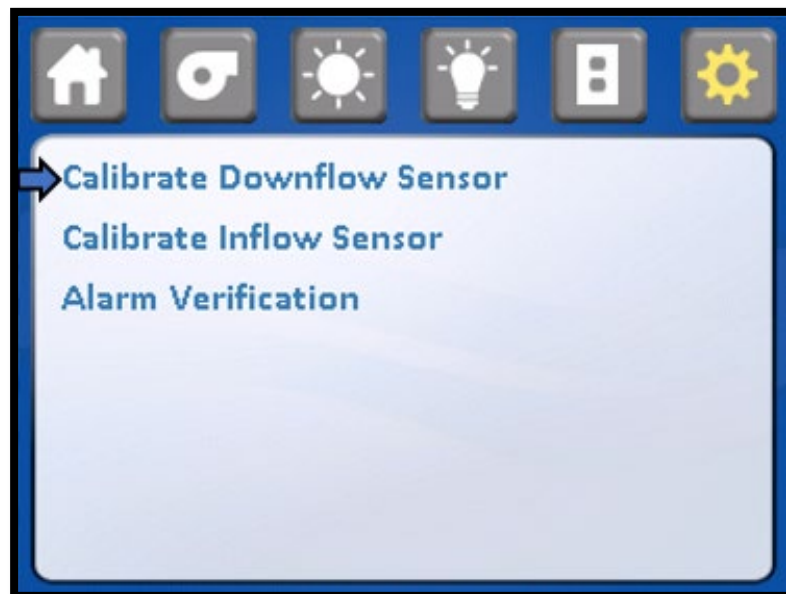 Calibrate Downflow Sensor
Calibrate Inflow Sensor
Alarm Verification